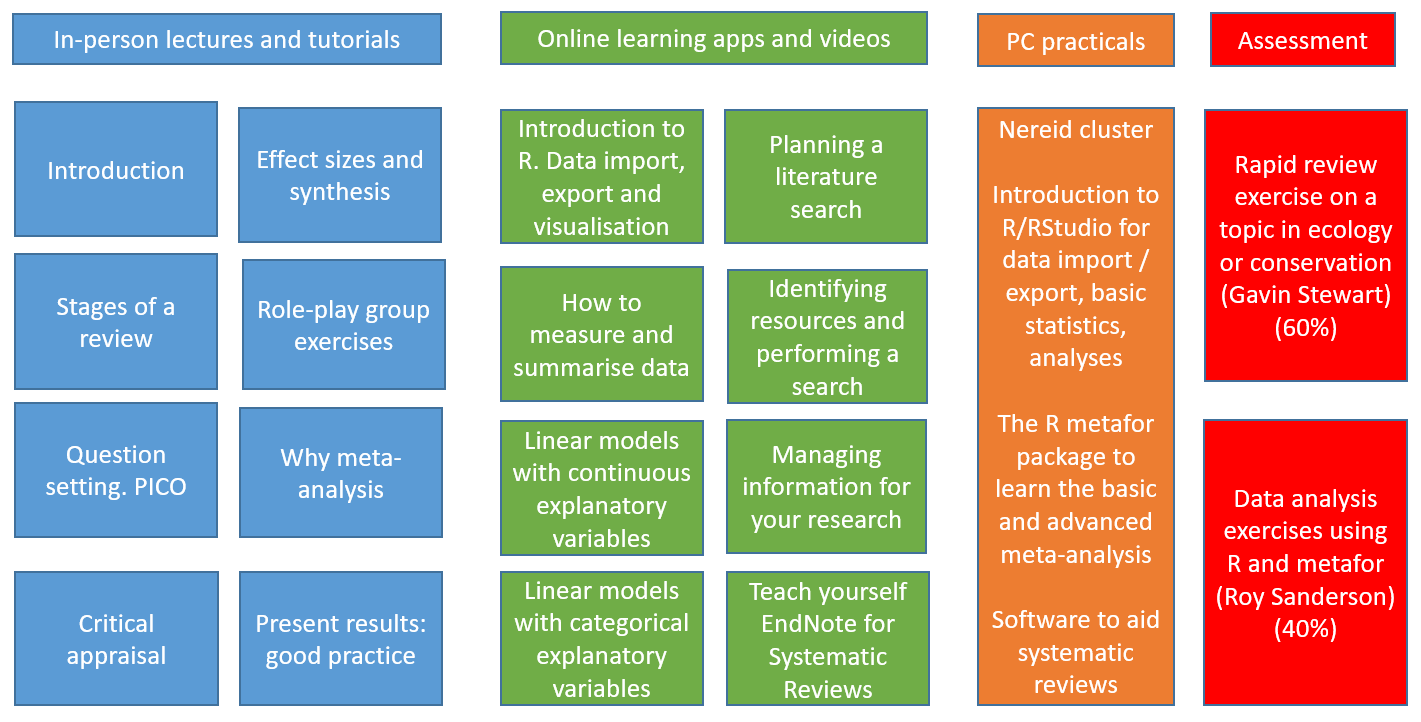 In-person lectures and tutorials
Online learning apps and videos
PC practicals
Assessment
Introduction
Effect sizes and
synthesis
Stages of a
review
Role-play group
exercises
Question
setting. PICO
Why meta-
analysis
Critical
appraisal
Present results:
good practice
Introduction to
R. Data import,
export and
visualisation
Planning a
literature
search
How to
measure and
summarise data
Identifying
resources and
performing a
search
Linear models
with continuous
explanatory
variables
Managing
information for
your research
Linear models
with categorical
explanatory
variables
Teach yourself
EndNote for
Systematic
Reviews
Nereid cluster
Introduction to
R/RStudio for
data import /
export, basic
statistics,
analyses
The R metafor
package to
learn the basic
and advanced
meta-analysis
Software to aid
systematic
reviews
Rapid review
exercise on a
topic in ecology
or conservation
(Gavin Stewart)
(60%)
Data analysis
exercises using
R and metafor
(Roy Sanderson)
(40%)